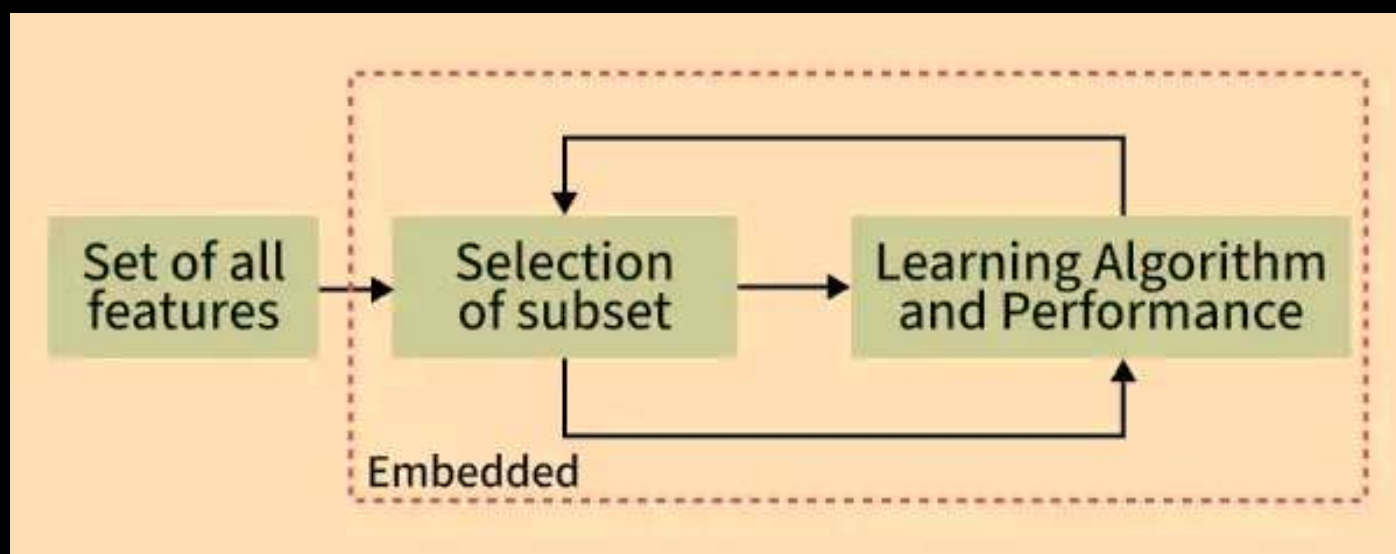 Set of all
features
Selection
of subset
Learning Algorithm
and Performance
Embedded